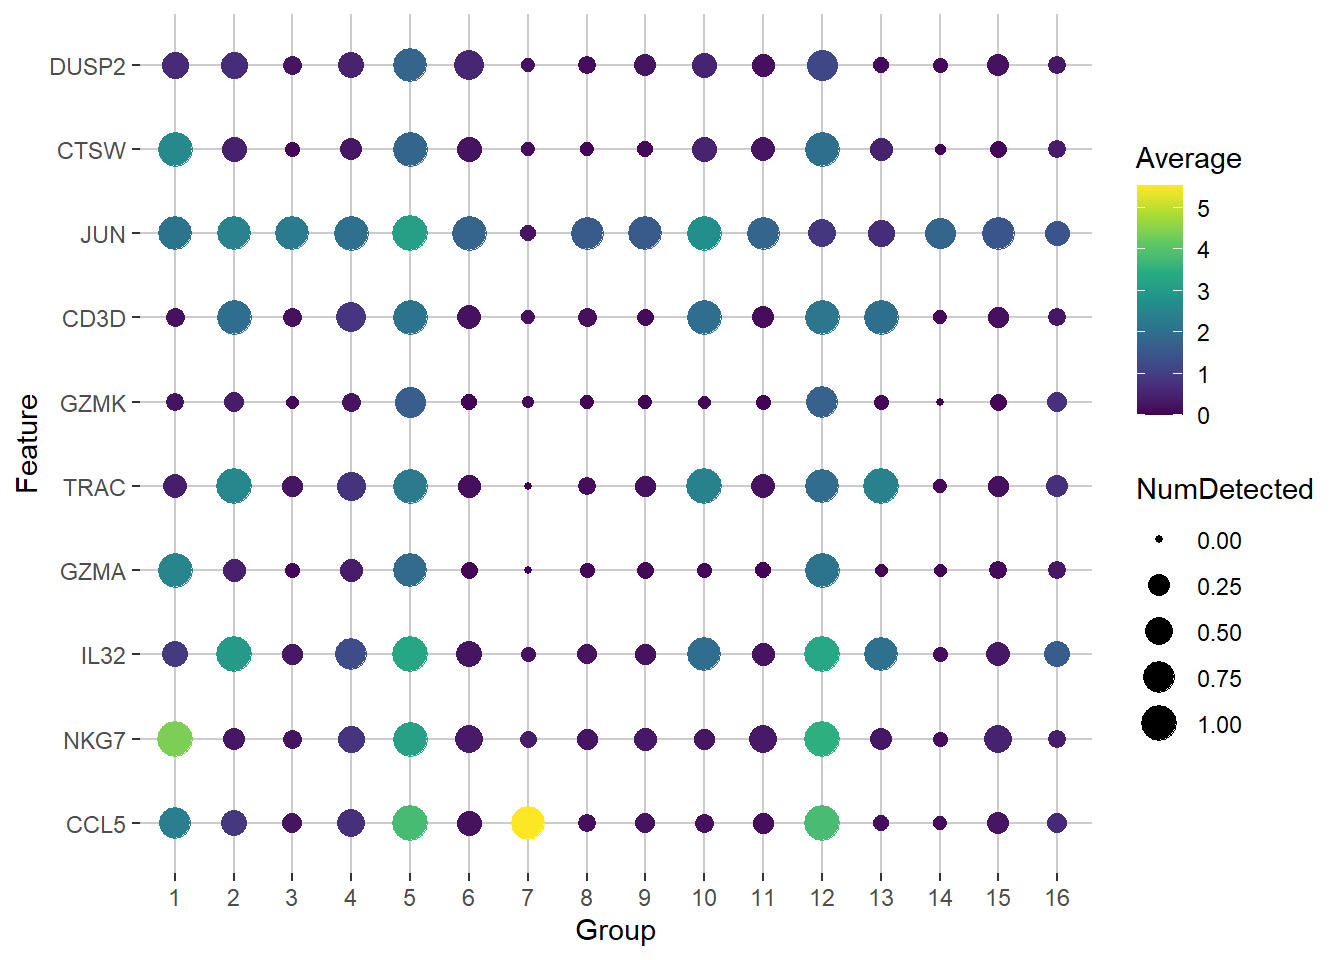 DUSP2
CTSW
JUN
CD3D
GZMK
TRAC
GZMA
IL32
NKG7
CCL5
Feature
1 2 3 4 5 6 7 8 9 10 11 12 13 14 15 16
Group
Average
5
4
3
2
1
0
NumDetected
0.00
0.25
0.50
0.75
1.00